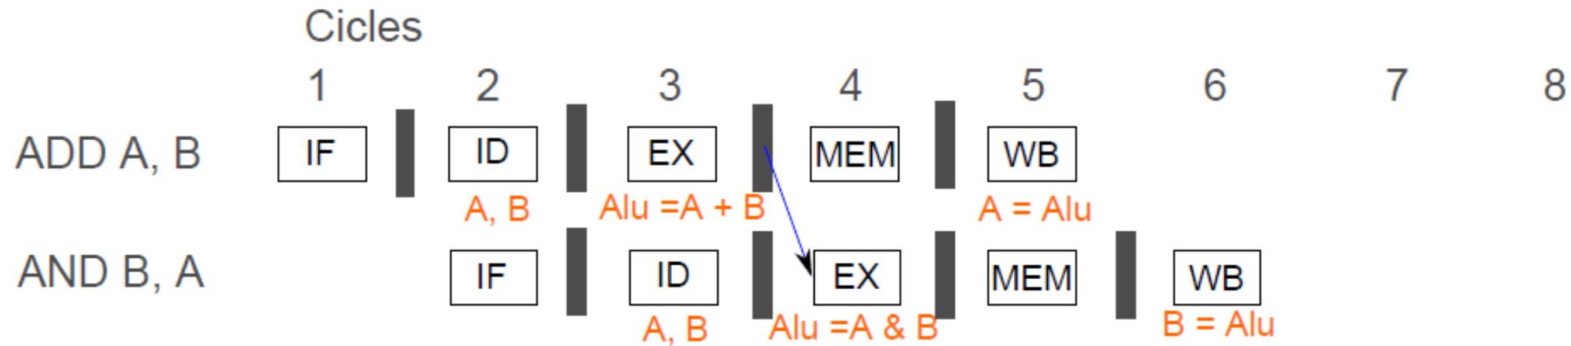 Cicles
1 2 3 4 5 6 7 8
ADD A, B IF ID EX MEM WB
A, B Alu =A + B A = Alu
AND B, A IF ID EX MEM WB
A, B Alu =A & B B = Alu